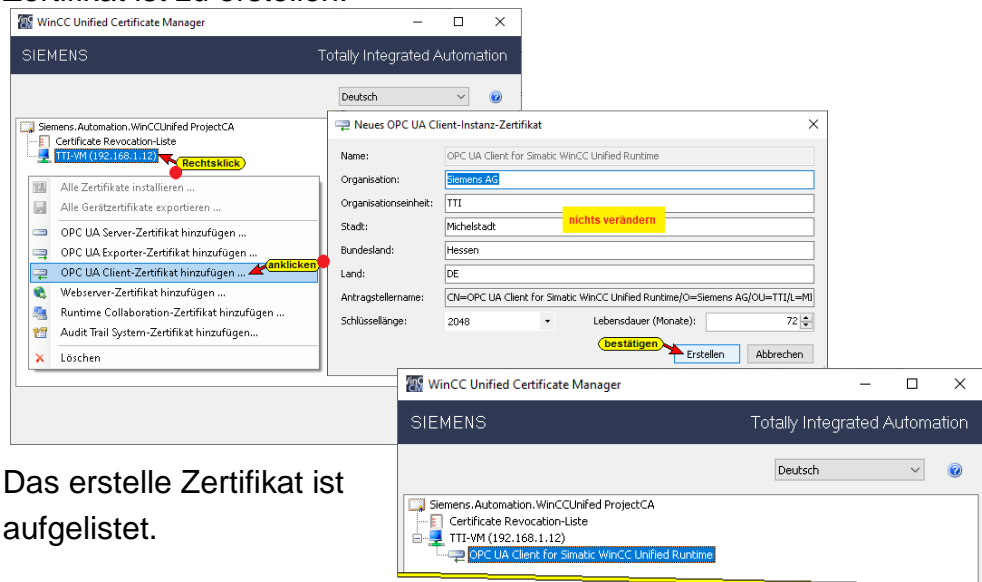 Zertifikat ist zu erstellen.
WinCC Unified Certificate Manager
SIEMENS
Totally Integrated Automation
Deutsch
Siemens.Automation.WinCCUnifed ProjectCA
Certificate Revocation-Liste
TTI-VM (192.168.1.12)
Rechtsklick
Alle Zertifikate installieren ...
Alle Gerätzertifikate exportieren ...
OPC UA Server-Zertifikat hinzufügen ...
OPC UA Exporter-Zertifikat hinzufügen ...
OPC UA Client-Zertifikat hinzufügen ...
anklicken
Webserver-Zertifikat hinzufügen ...
Runtime Collaboration-Zertifikat hinzufügen ...
Audit Trail System-Zertifikat hinzufügen...
Löschen
Neues OPC UA Client-Instanz-Zertifikat
Name: OPC UA Client for Simatic WinCC Unified Runtime
Organisation: Siemens AG
Organisationseinheit: TTI
Stadt: Michelstadt
nichts verändern
Bundesland: Hessen
Land: DE
Antragstellername: CN=OPC UA Client for Simatic WinCC Unified Runtime/O=Siemens AG/OU=TTI/L=MI
Schlüssellänge: 2048 Lebensdauer (Monate): 72
bestätigen
Erstellen Abbrechen
WinCC Unified Certificate Manager
SIEMENS
Totally Integrated Automation
Deutsch
Siemens.Automation.WinCCUnifed ProjectCA
Certificate Revocation-Liste
TTI-VM (192.168.1.12)
OPC UA Client for Simatic WinCC Unified Runtime
Das erstelle Zertifikat ist
aufgelistet.